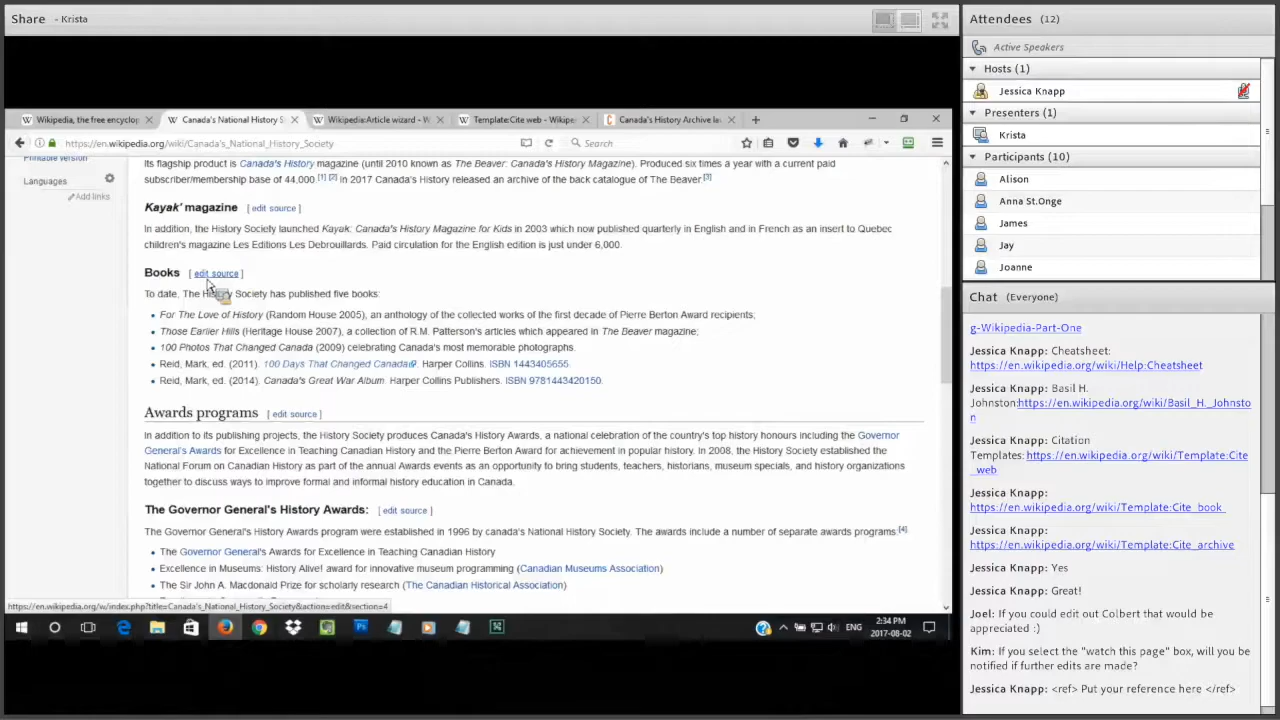 Share - Krista
Wikipedia, the free encyclop
Canada's National History S
Wikipedia:Article wizard - W
Template:Cite web - Wikipe
Canada's History Archive la
https://en.wikipedia.org/wiki/Canada's_National_History_Society
Search
Printable version
Languages
Add links
Its flagship product is Canada's History magazine (until 2010 known as The Beaver: Canada's History Magazine). Produced six times a year with a current paid
subscriber/membership base of 44,000.[1] [2] In 2017 Canada's History released an archive of the back catalogue of The Beaver.[3]
Kayak' magazine [ edit source ]
In addition, the History Society launched Kayak: Canada's History Magazine for Kids in 2003 which now published quarterly in English and in French as an insert to Quebec
children's magazine Les Editions Les Debrouillards. Paid circulation for the English edition is just under 6,000.
Books [ edit source ]
To date, The History Society has published five books:
• For The Love of History (Random House 2005), an anthology of the collected works of the first decade of Pierre Berton Award recipients;
• Those Earlier Hills (Heritage House 2007), a collection of R.M. Patterson's articles which appeared in The Beaver magazine;
• 100 Photos That Changed Canada (2009) celebrating Canada's most memorable photographs.
• Reid, Mark, ed. (2011). 100 Days That Changed Canada. Harper Collins. ISBN 1443405655.
• Reid, Mark, ed. (2014). Canada's Great War Album. Harper Collins Publishers. ISBN 9781443420150.
Awards programs [ edit source ]
In addition to its publishing projects, the History Society produces Canada's History Awards, a national celebration of the country's top history honours including the Governor
General's Awards for Excellence in Teaching Canadian History and the Pierre Berton Award for achievement in popular history. In 2008, the History Society established the
National Forum on Canadian History as part of the annual Awards events as an opportunity to bring students, teachers, historians, museum specials, and history organizations
together to discuss ways to improve formal and informal history education in Canada.
The Governor General's History Awards: [ edit source ]
The Governor General's History Awards program were established in 1996 by canada's National History Society. The awards include a number of separate awards programs:[4]
• The Governor General's Awards for Excellence in Teaching Canadian History
• Excellence in Museums: History Alive! award for innovative museum programming (Canadian Museums Association)
• The Sir John A. Macdonald Prize for scholarly research (The Canadian Historical Association)
https://en.wikipedia.org/w/index.php?title=Canada's_National_History_Society&action=edit&section=4
ENG
2:34 PM
2017-08-02
Attendees (12)
Active Speakers
Hosts (1)
Jessica Knapp
Presenters (1)
Krista
Participants (10)
Alison
Anna St.Onge
James
Jay
Joanne
Chat (Everyone)
g-Wikipedia-Part-One
Jessica Knapp: Cheatsheet:
https://en.wikipedia.org/wiki/Help:Cheatsheet
Jessica Knapp: Basil H.
Johnston:https://en.wikipedia.org/wiki/Basil_H._Johnsto
n
Jessica Knapp: Citation
Templates: https://en.wikipedia.org/wiki/Template:Cite
_web
Jessica Knapp:
https://en.wikipedia.org/wiki/Template:Cite_book
Jessica Knapp:
https://en.wikipedia.org/wiki/Template:Cite_archive
Jessica Knapp: Yes
Jessica Knapp: Great!
Joel: If you could edit out Colbert that would be
appreciated :)
Kim: If you select the "watch this page" box, will you be
notified if further edits are made?
Jessica Knapp: <ref> Put your reference here </ref>